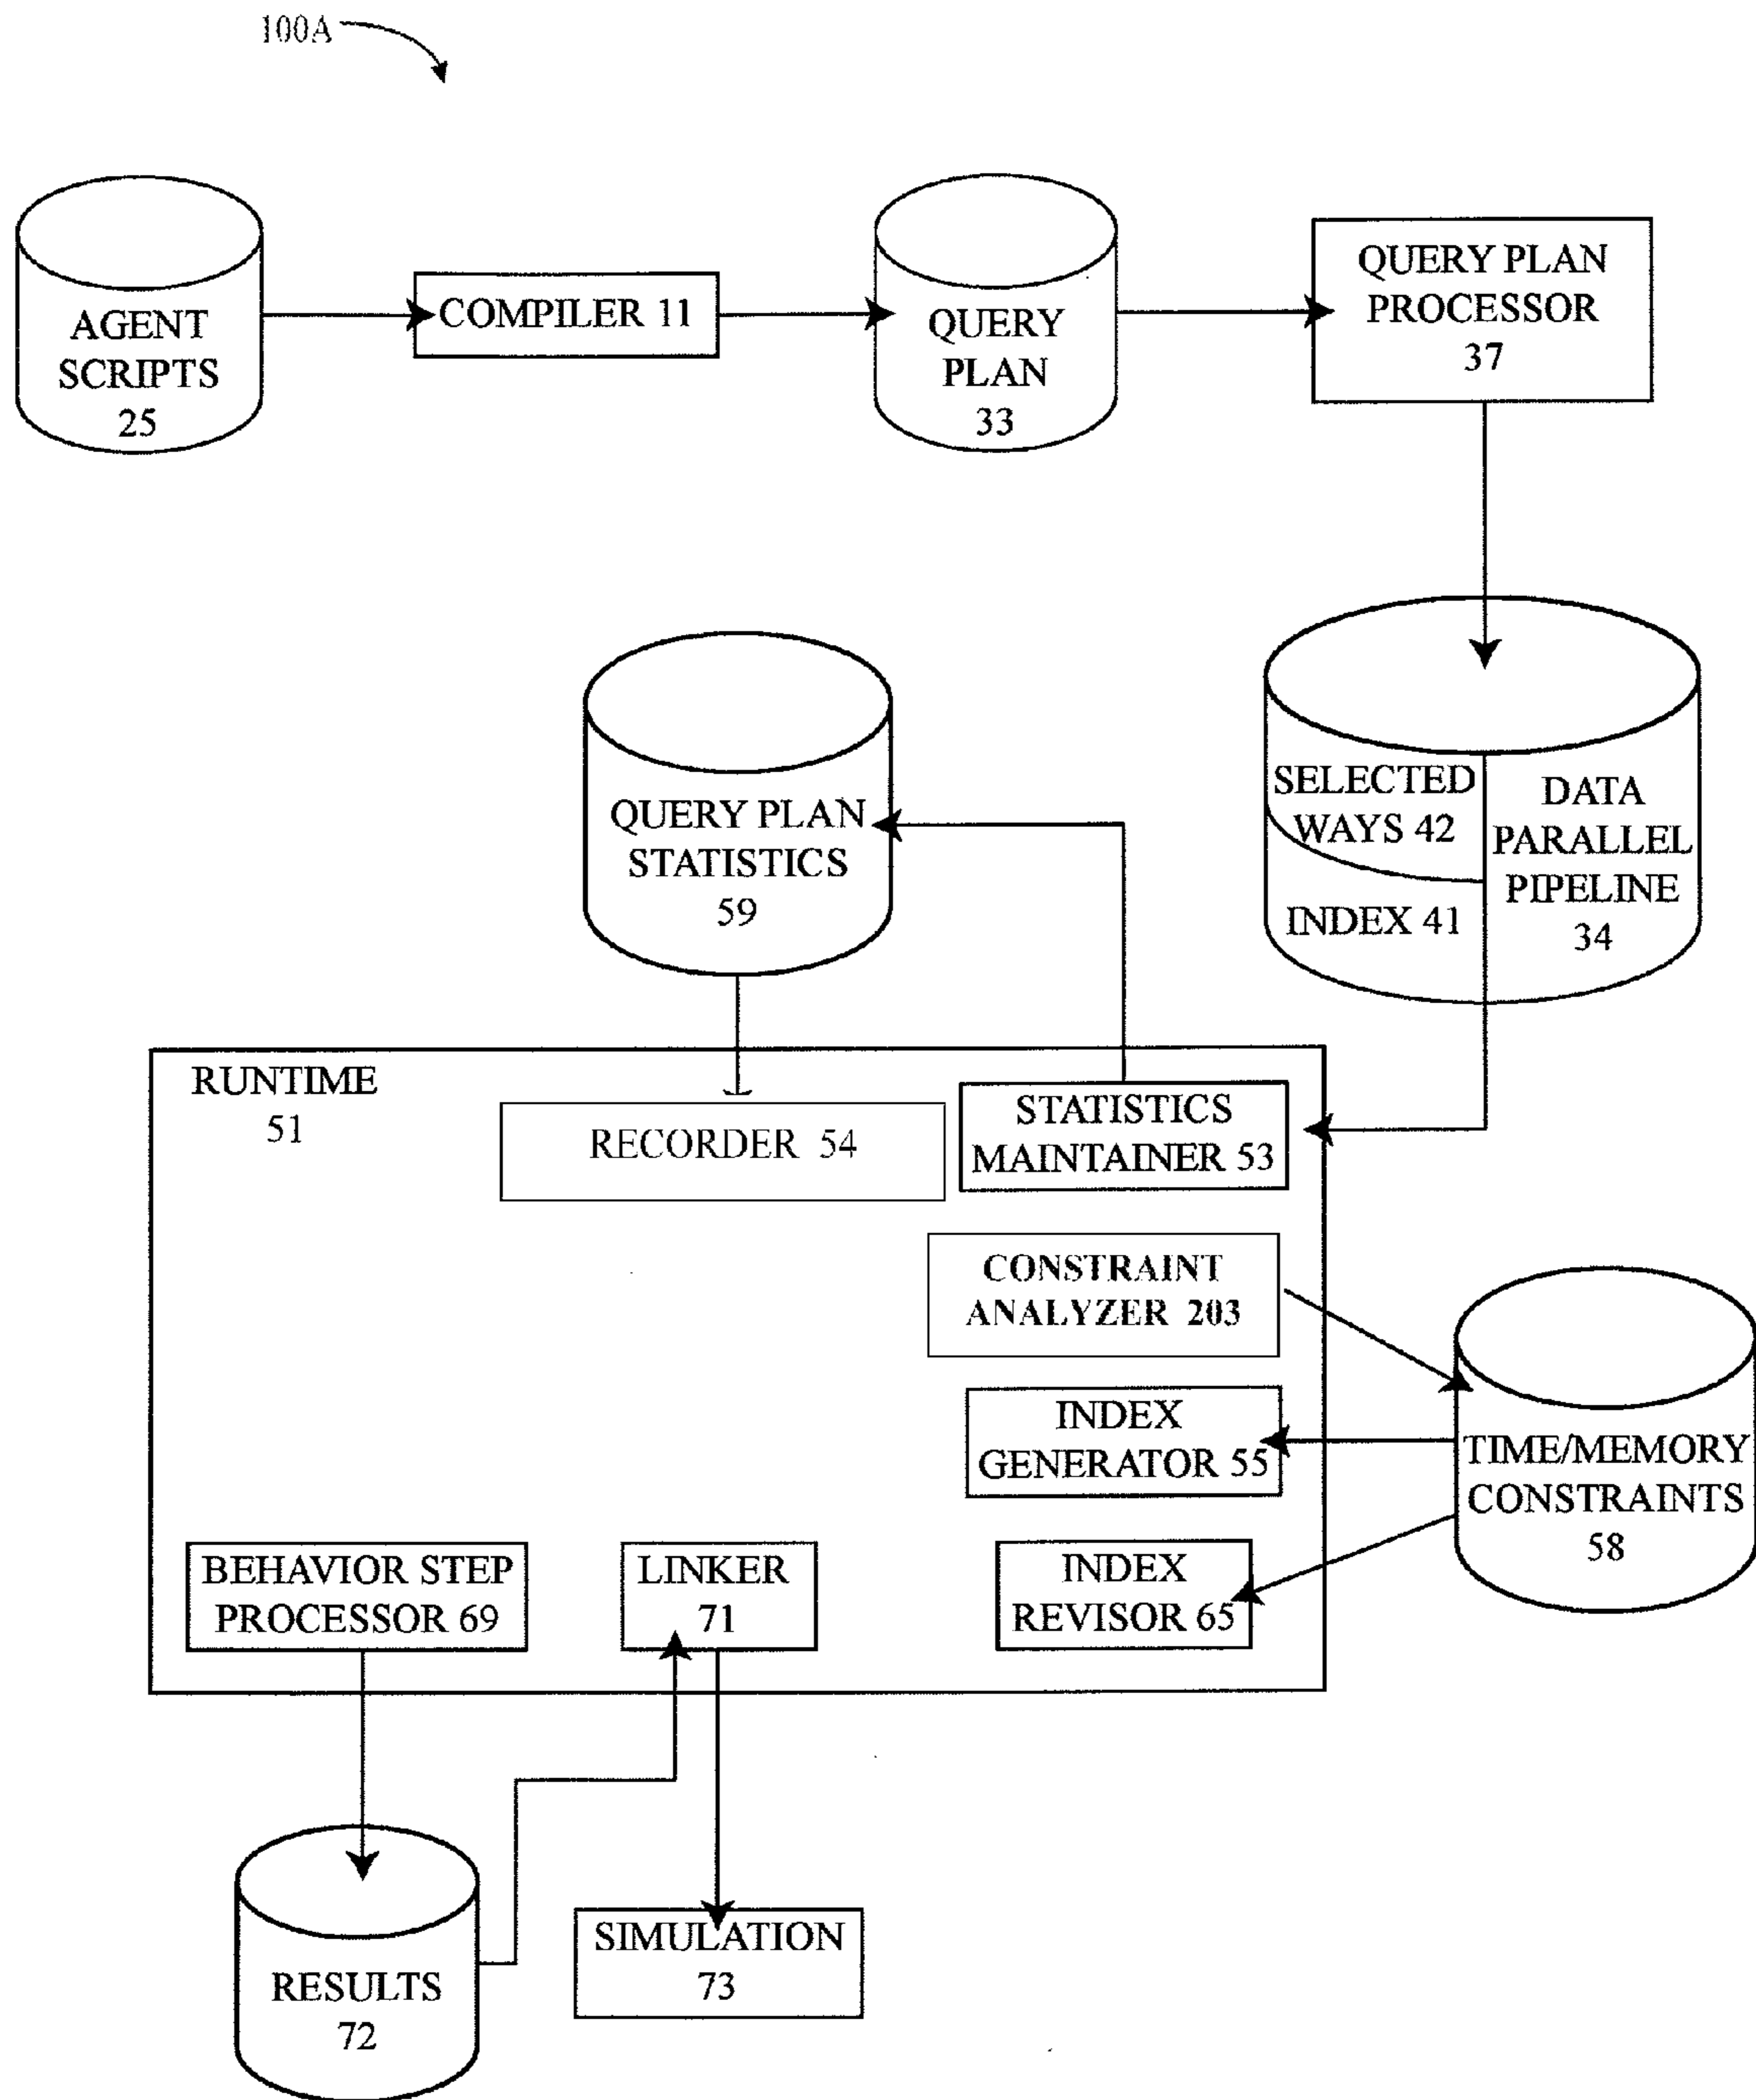 100A
AGENT
SCRIPTS
25
COMPILER 11
QUERY
PLAN
33
QUERY PLAN
PROCESSOR
37
QUERY PLAN
STATISTICS
59
SELECTED
WAYS 42
INDEX 41
DATA
PARALLEL
PIPELINE
34
RUNTIME
51
RECORDER 54
STATISTICS
MAINTAINER 53
CONSTRAINT
ANALYZER 203
INDEX
GENERATOR 55
TIME/MEMORY
CONSTRAINTS
58
BEHAVIOR STEP
PROCESSOR 69
LINKER
71
INDEX
REVISOR 65
RESULTS
72
SIMULATION
73